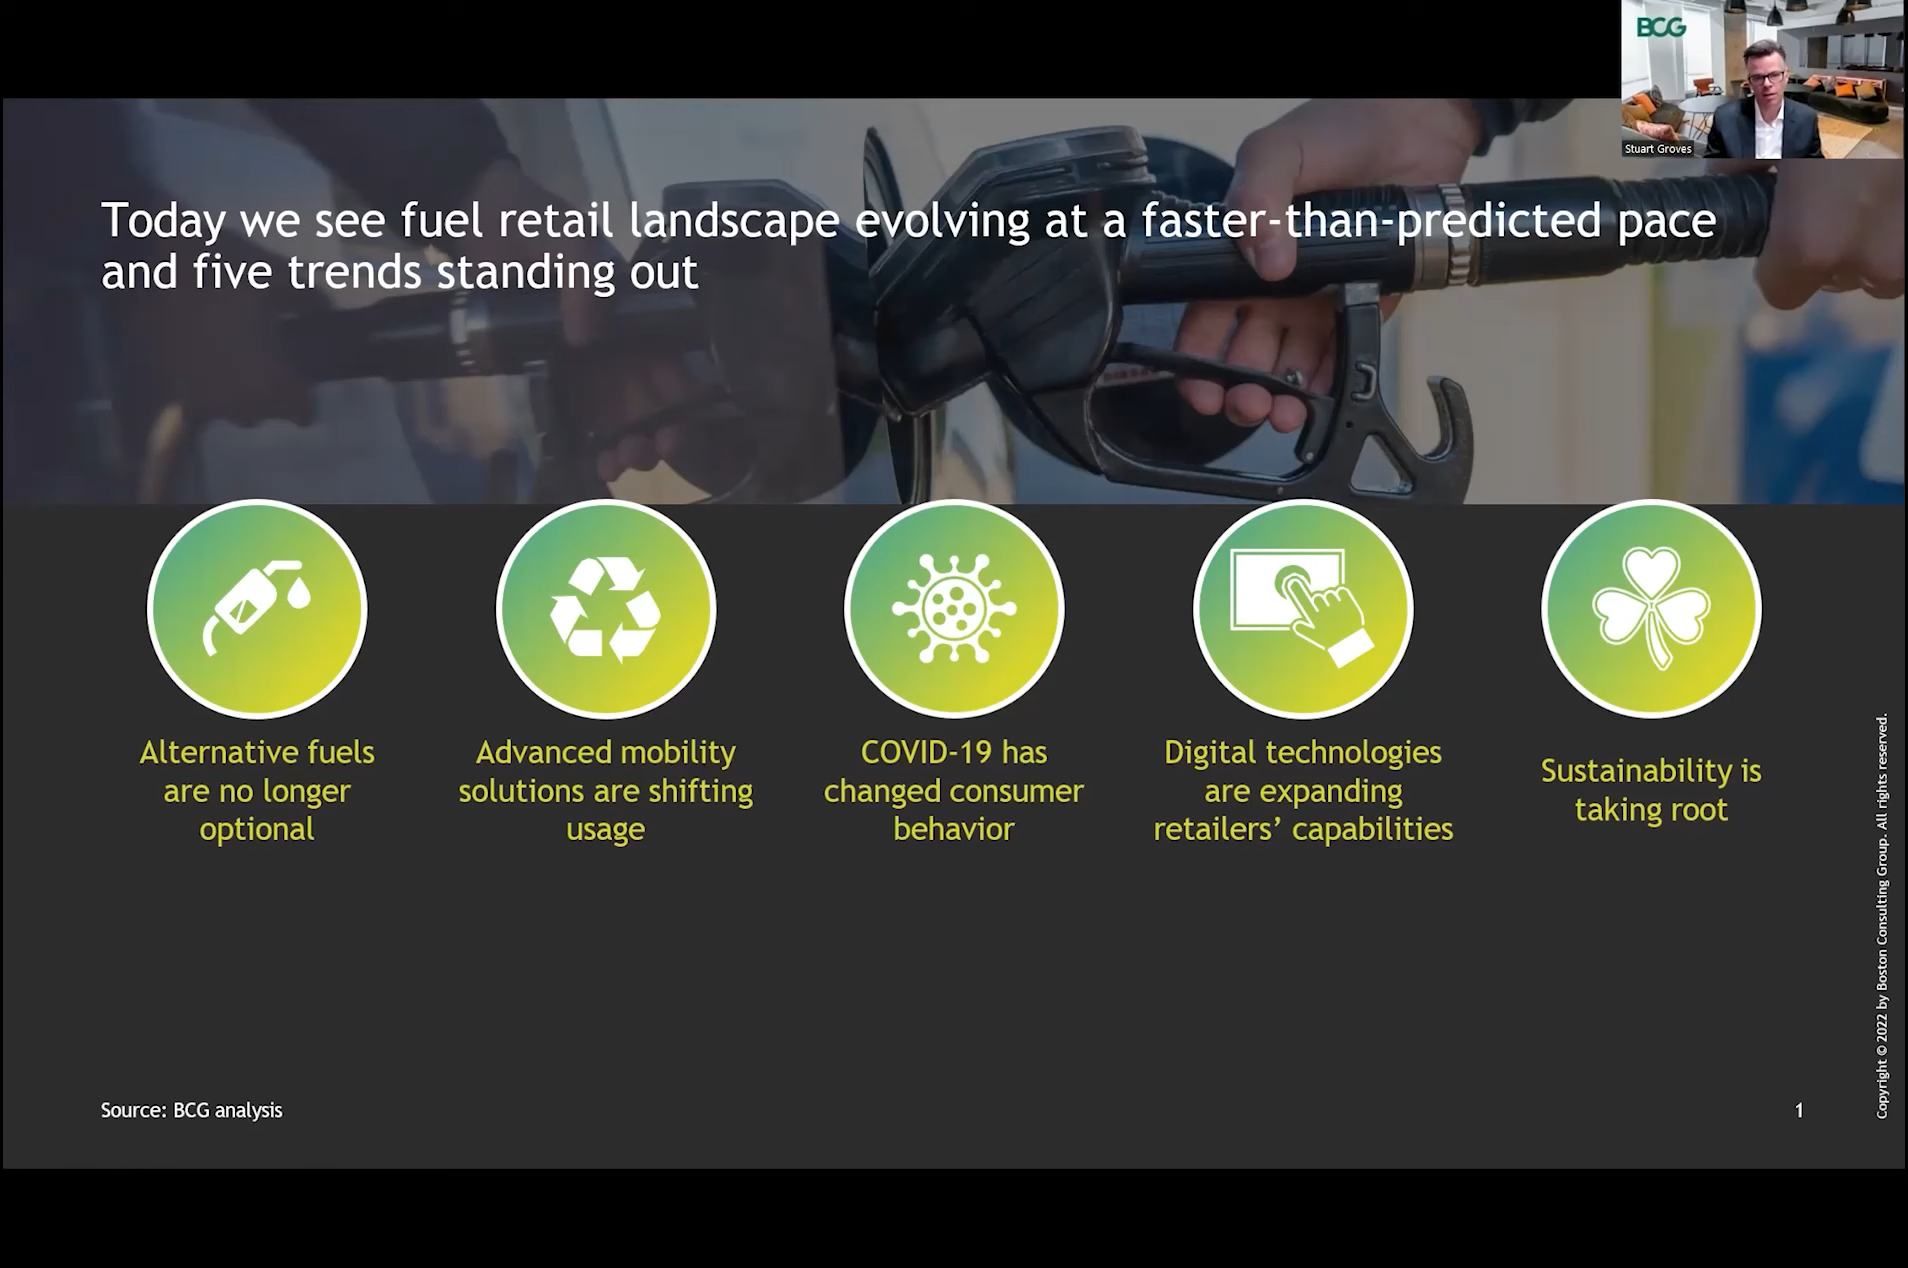 BCG
Stuart Groves
Today we see fuel retail landscape evolving at a faster-than-predicted pace
and five trends standing out
Alternative fuels
are no longer
optional
Advanced mobility
solutions are shifting
usage
COVID-19 has
changed consumer
behavior
Digital technologies
are expanding
retailers’ capabilities
Sustainability is
taking root
Copyright © 2022 by Boston Consulting Group. All rights reserved.
Source: BCG analysis
1